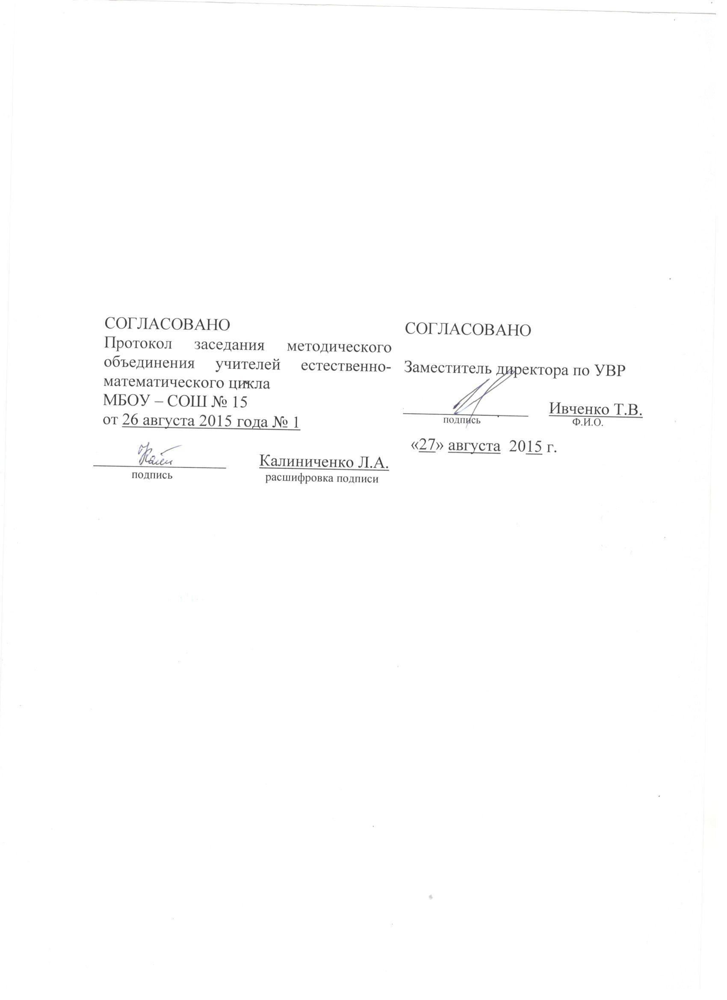 СОГЛАСОВАНО
Протокол заседания методического
объединения учителей естественно-
математического цикла
МБОУ – СОШ № 15
от 26 августа 2015 года № 1
Калиниченко Л.А.
подпись расшифровка подписи
СОГЛАСОВАНО
Заместитель директора по УВР
Ивченко Т.В.
подпись Ф.И.О.
«27» августа 2015 г.